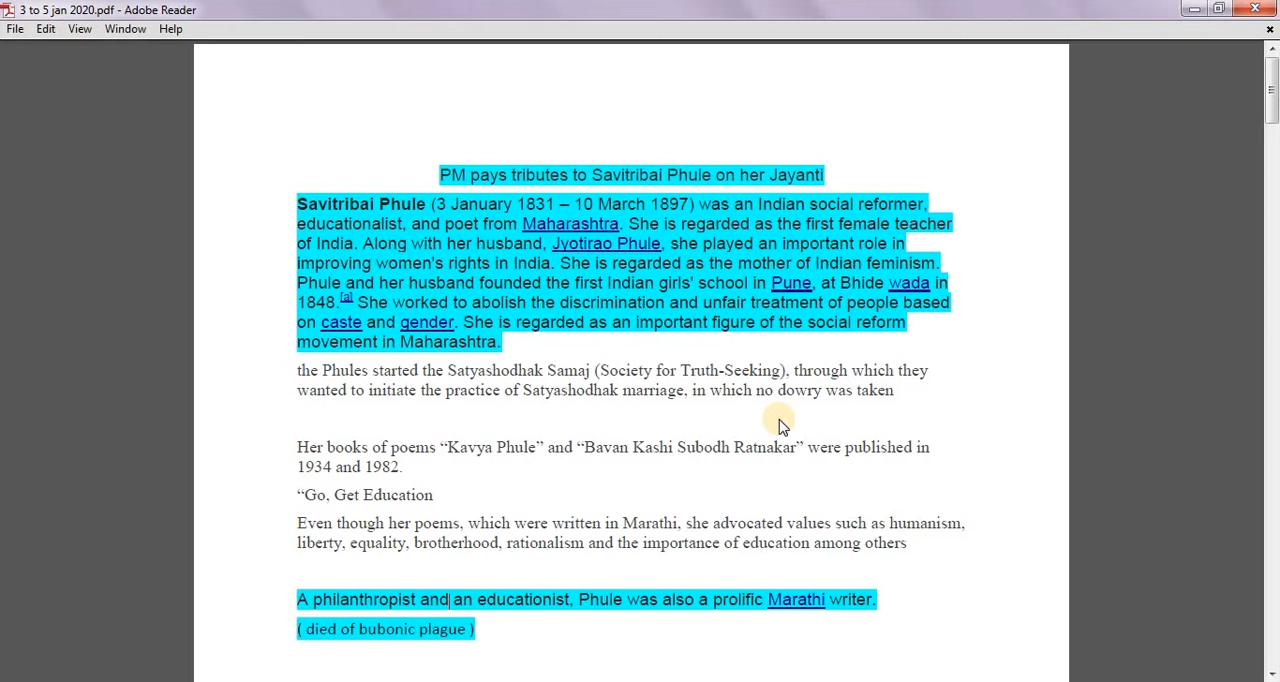 3 to 5 jan 2020.pdf - Adobe Reader
File Edit View Window Help
PM pays tributes to Savitribai Phule on her Jayanti
Savitribai Phule (3 January 1831 – 10 March 1897) was an Indian social reformer,
educationalist, and poet from Maharashtra. She is regarded as the first female teacher
of India. Along with her husband, Jyotirao Phule, she played an important role in
improving women's rights in India. She is regarded as the mother of Indian feminism.
Phule and her husband founded the first Indian girls' school in Pune, at Bhide wada in
1848.[a] She worked to abolish the discrimination and unfair treatment of people based
on caste and gender. She is regarded as an important figure of the social reform
movement in Maharashtra.
the Phules started the Satyashodhak Samaj (Society for Truth-Seeking), through which they
wanted to initiate the practice of Satyashodhak marriage, in which no dowry was taken
Her books of poems “Kavya Phule” and “Bavan Kashi Subodh Ratnakar” were published in
1934 and 1982.
“Go, Get Education
Even though her poems, which were written in Marathi, she advocated values such as humanism,
liberty, equality, brotherhood, rationalism and the importance of education among others
A philanthropist and an educationist, Phule was also a prolific Marathi writer.
( died of bubonic plague )